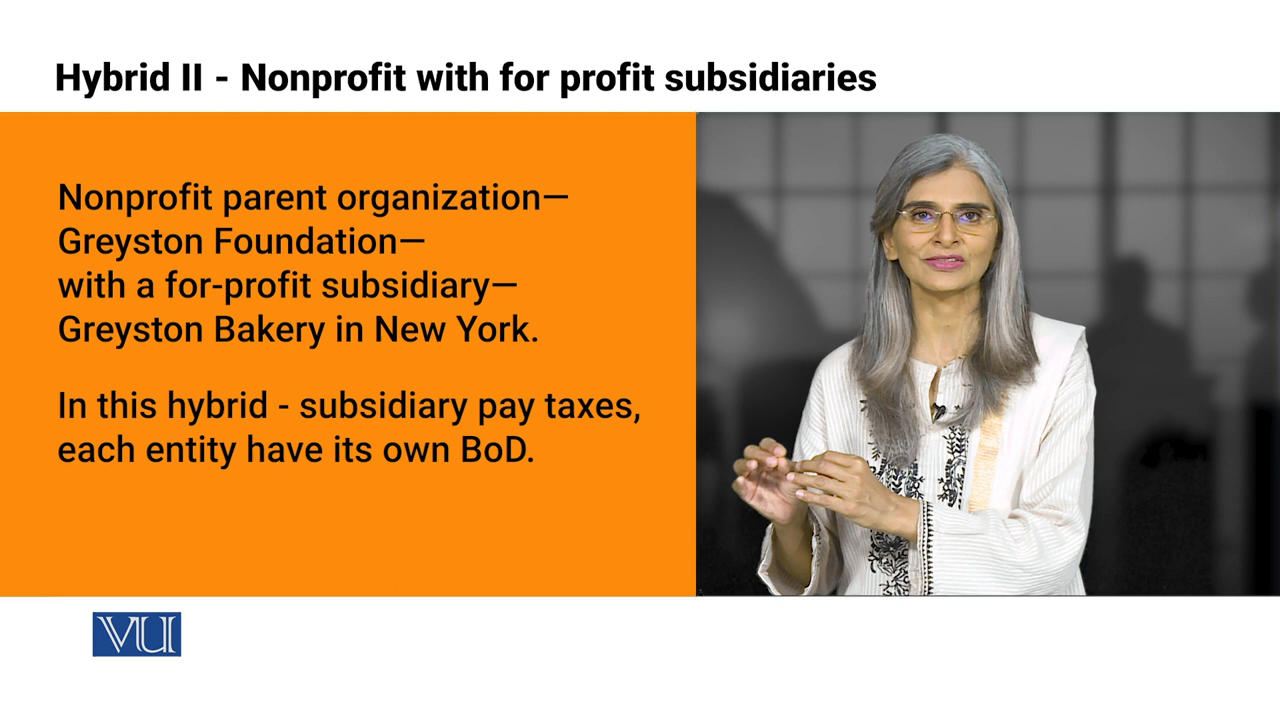 Hybrid II - Nonprofit with for profit subsidiaries
Nonprofit parent organization—
Greyston Foundation—
with a for-profit subsidiary—
Greyston Bakery in New York.
In this hybrid - subsidiary pay taxes,
each entity have its own BoD.
VU